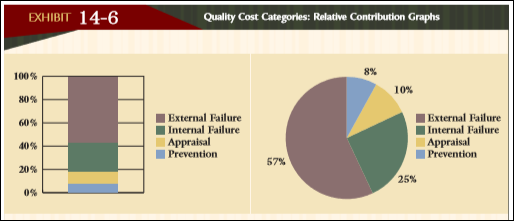 EXHIBIT 14-6
Quality Cost Categories: Relative Contribution Graphs
100%
80%
60%
40%
20%
0%
External Failure
Internal Failure
Appraisal
Prevention
8%
10%
25%
57%
External Failure
Internal Failure
Appraisal
Prevention